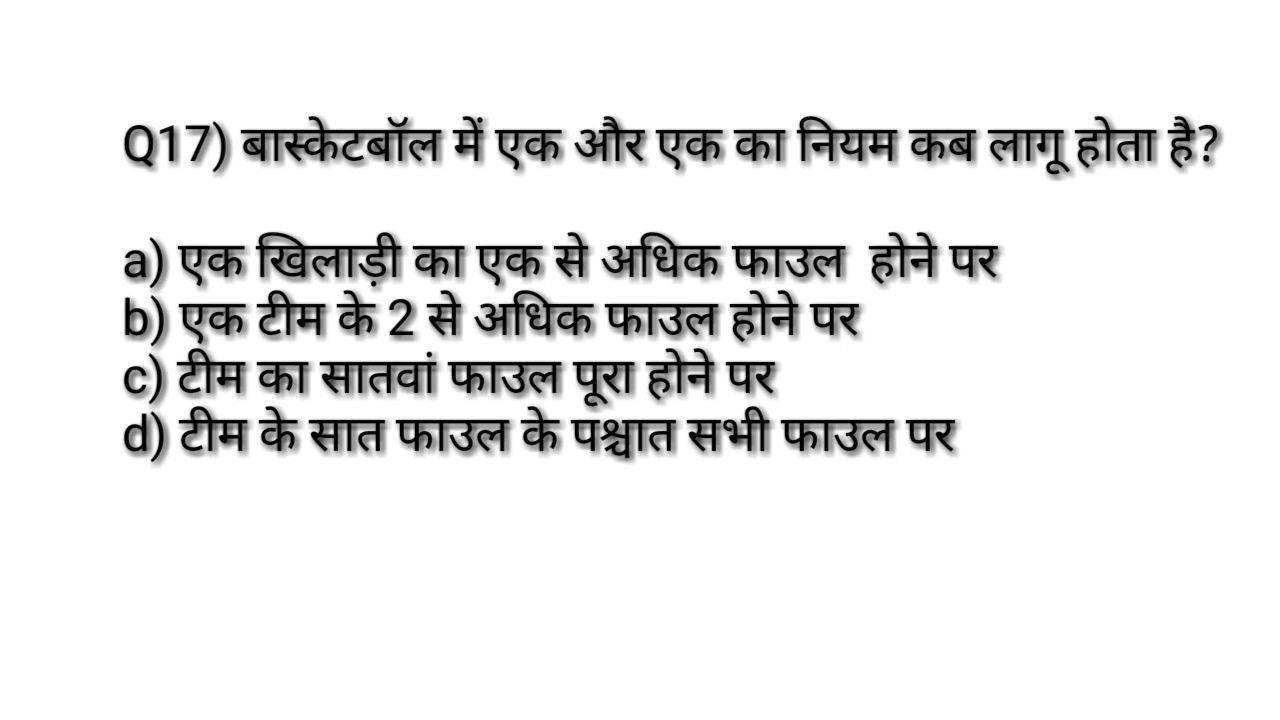 Q17) बास्केटबॉल में एक और एक का नियम कब लागू होता है?
a) एक खिलाड़ी का एक से अधिक फाउल होने पर
b) एक टीम के 2 से अधिक फाउल होने पर
c) टीम का सातवां फाउल पूरा होने पर
d) टीम के सात फाउल के पश्चात सभी फाउल पर